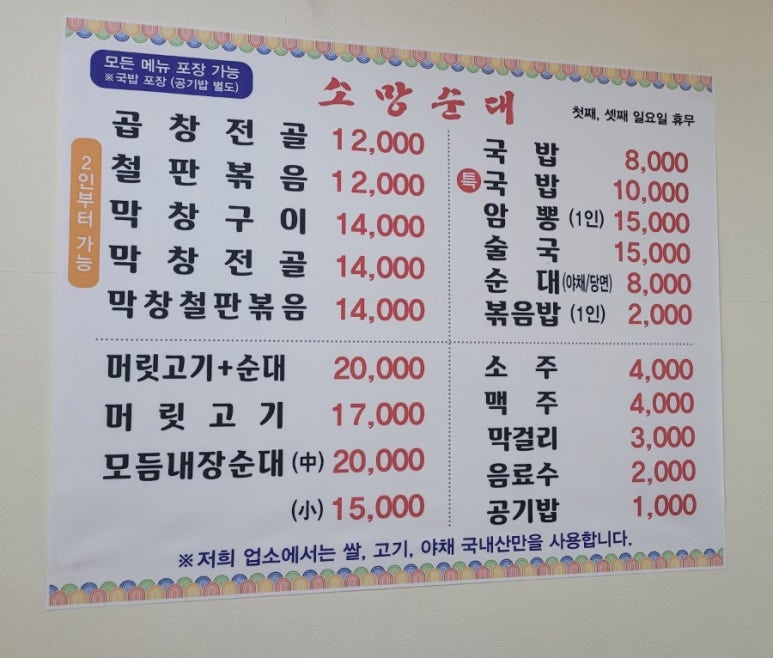 모든 메뉴 포장 가능
※국밥 포장 (공기밥 별도)
소망순대
첫째, 셋째 일요일 휴무
2인부터 가능
곱창전골 12,000
철판볶음 12,000
막창구이 14,000
막창전골 14,000
막창철판볶음 14,000
국밥 8,000
특 국밥 10,000
암뽕 (1인) 15,000
술국 15,000
순대 (야채/당면) 8,000
볶음밥 (1인) 2,000
머릿고기+순대 20,000
머릿고기 17,000
모듬내장순대 (中) 20,000
(小) 15,000
소주 4,000
맥주 4,000
막걸리 3,000
음료수 2,000
공기밥 1,000
※ 저희 업소에서는 쌀, 고기, 야채 국내산만을 사용합니다.